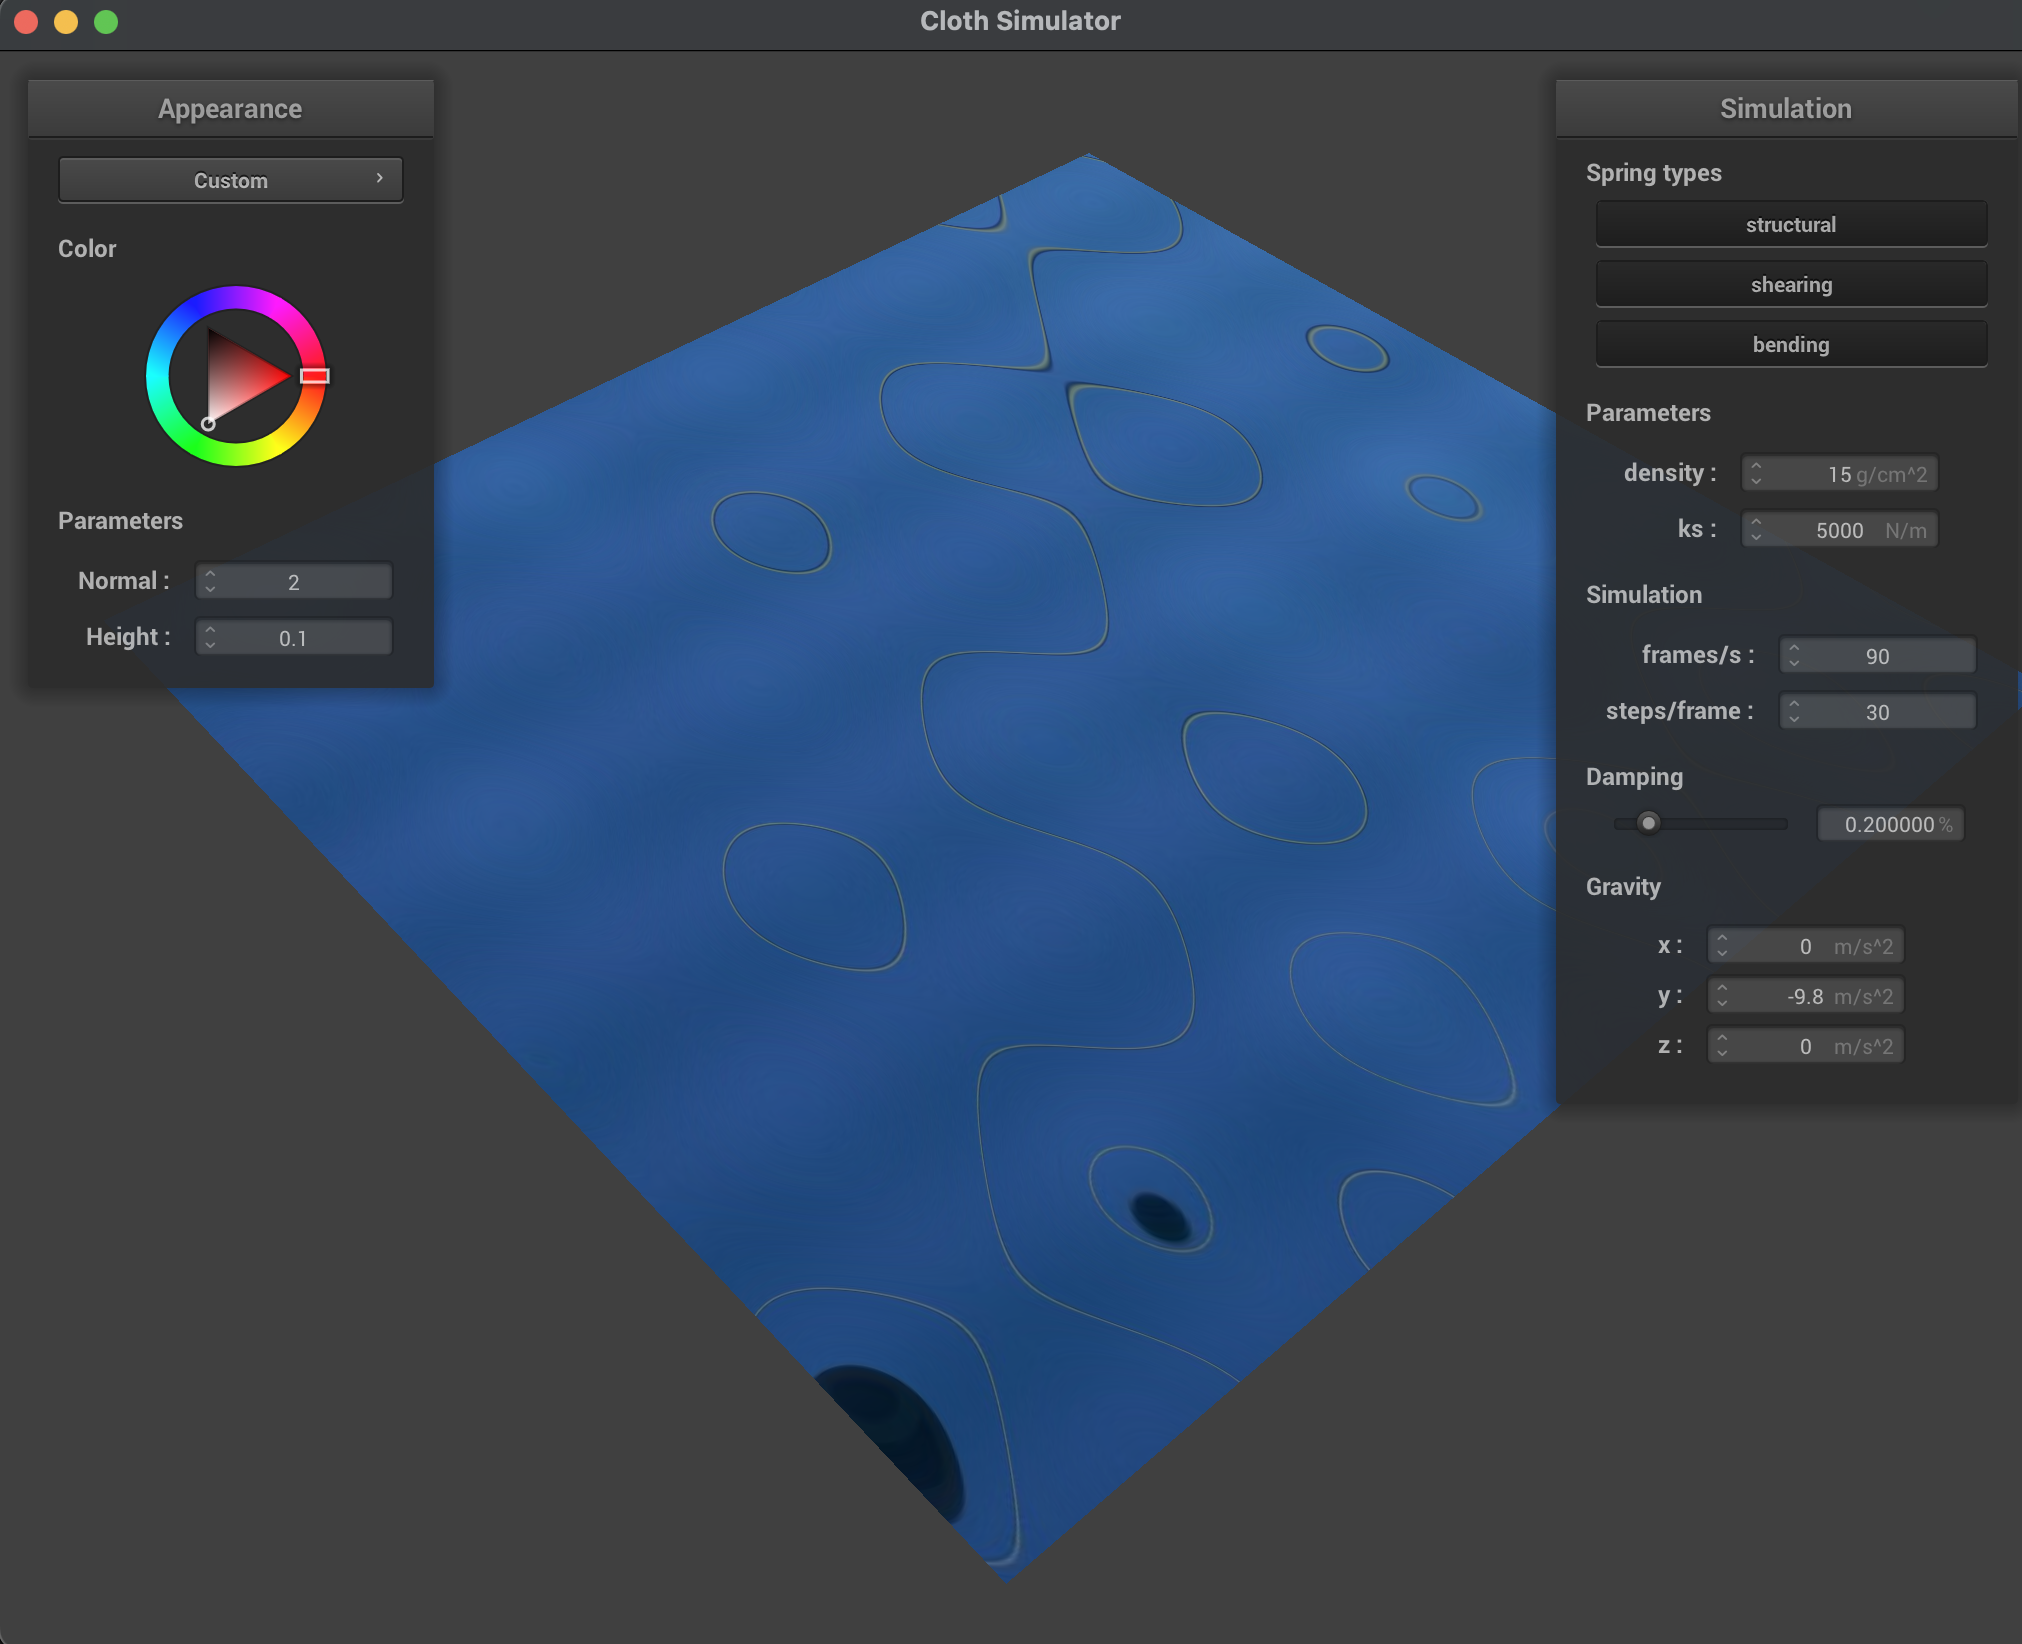 Cloth Simulator
Appearance
Custom
Color
Parameters
Normal : 2
Height : 0.1
Simulation
Spring types
structural
shearing
bending
Parameters
density : 15 g/cm^2
ks : 5000 N/m
Simulation
frames/s : 90
steps/frame : 30
Damping
0.200000 %
Gravity
x : 0 m/s^2
y : -9.8 m/s^2
z : 0 m/s^2